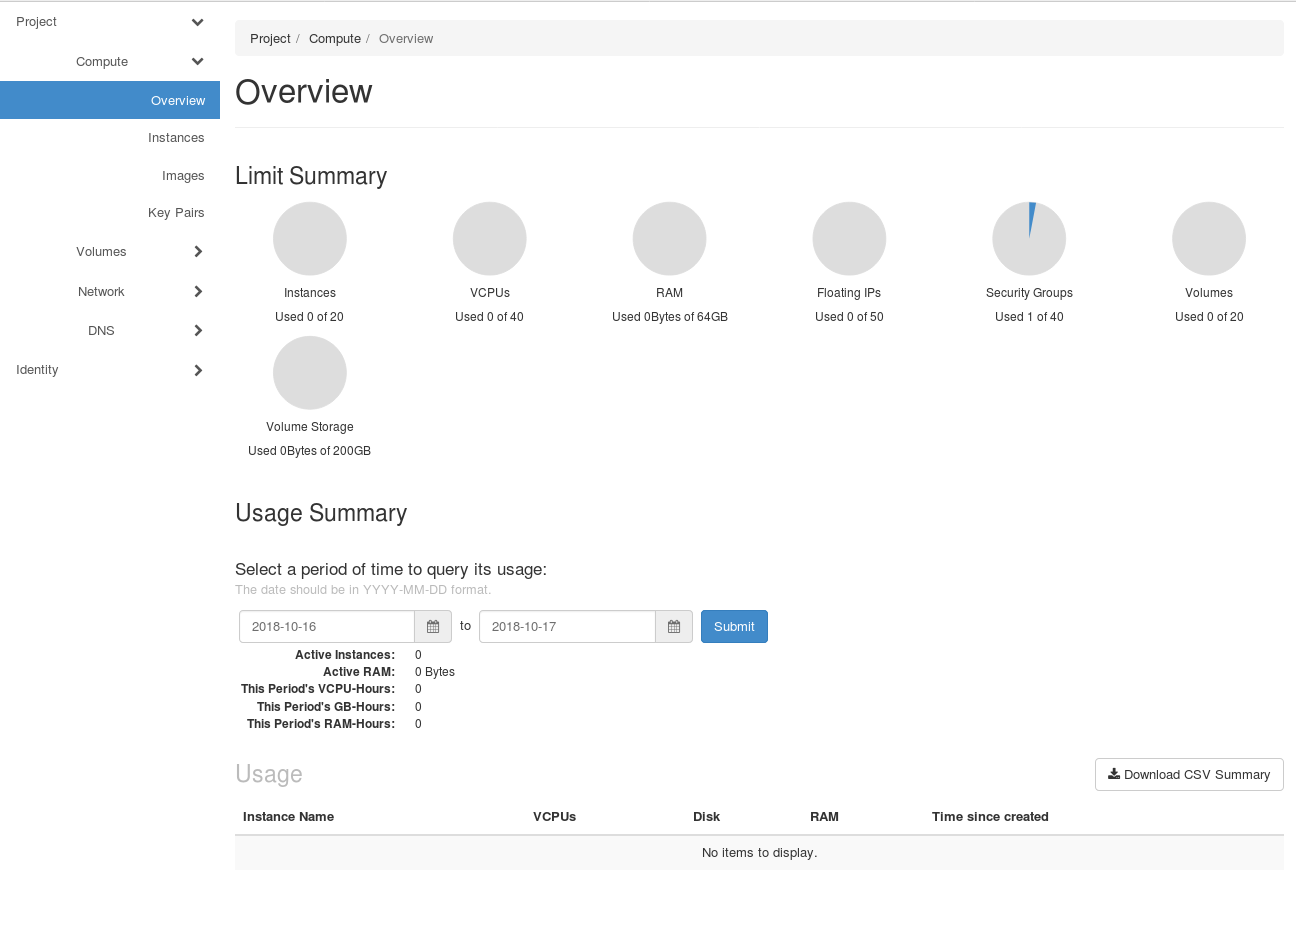 Project
Compute
Overview
Instances
Images
Key Pairs
Volumes
Network
DNS
Identity
Project / Compute / Overview
Overview
Limit Summary
Instances
Used 0 of 20
VCPUs
Used 0 of 40
RAM
Used 0Bytes of 64GB
Floating IPs
Used 0 of 50
Security Groups
Used 1 of 40
Volumes
Used 0 of 20
Volume Storage
Used 0Bytes of 200GB
Usage Summary
Select a period of time to query its usage:
The date should be in YYYY-MM-DD format.
2018-10-16 to 2018-10-17 Submit
Active Instances: 0
Active RAM: 0 Bytes
This Period's VCPU-Hours: 0
This Period's GB-Hours: 0
This Period's RAM-Hours: 0
Usage
Download CSV Summary
Instance Name VCPUs Disk RAM Time since created
No items to display.